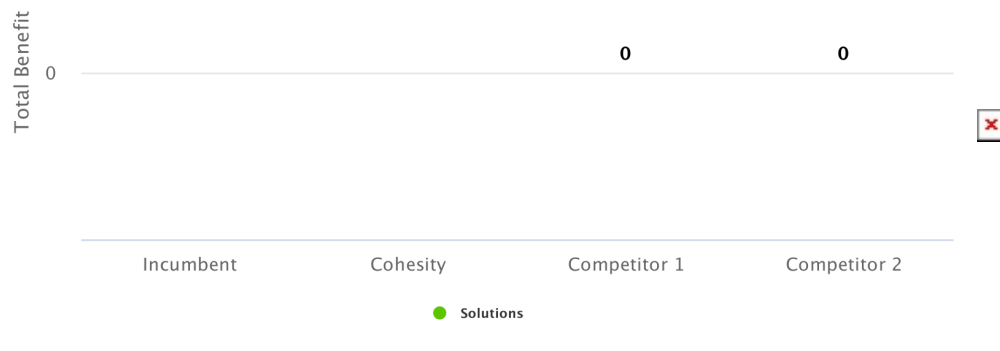 Total Benefit
0
0
0
Incumbent
Cohesity
Competitor 1
Competitor 2
Solutions